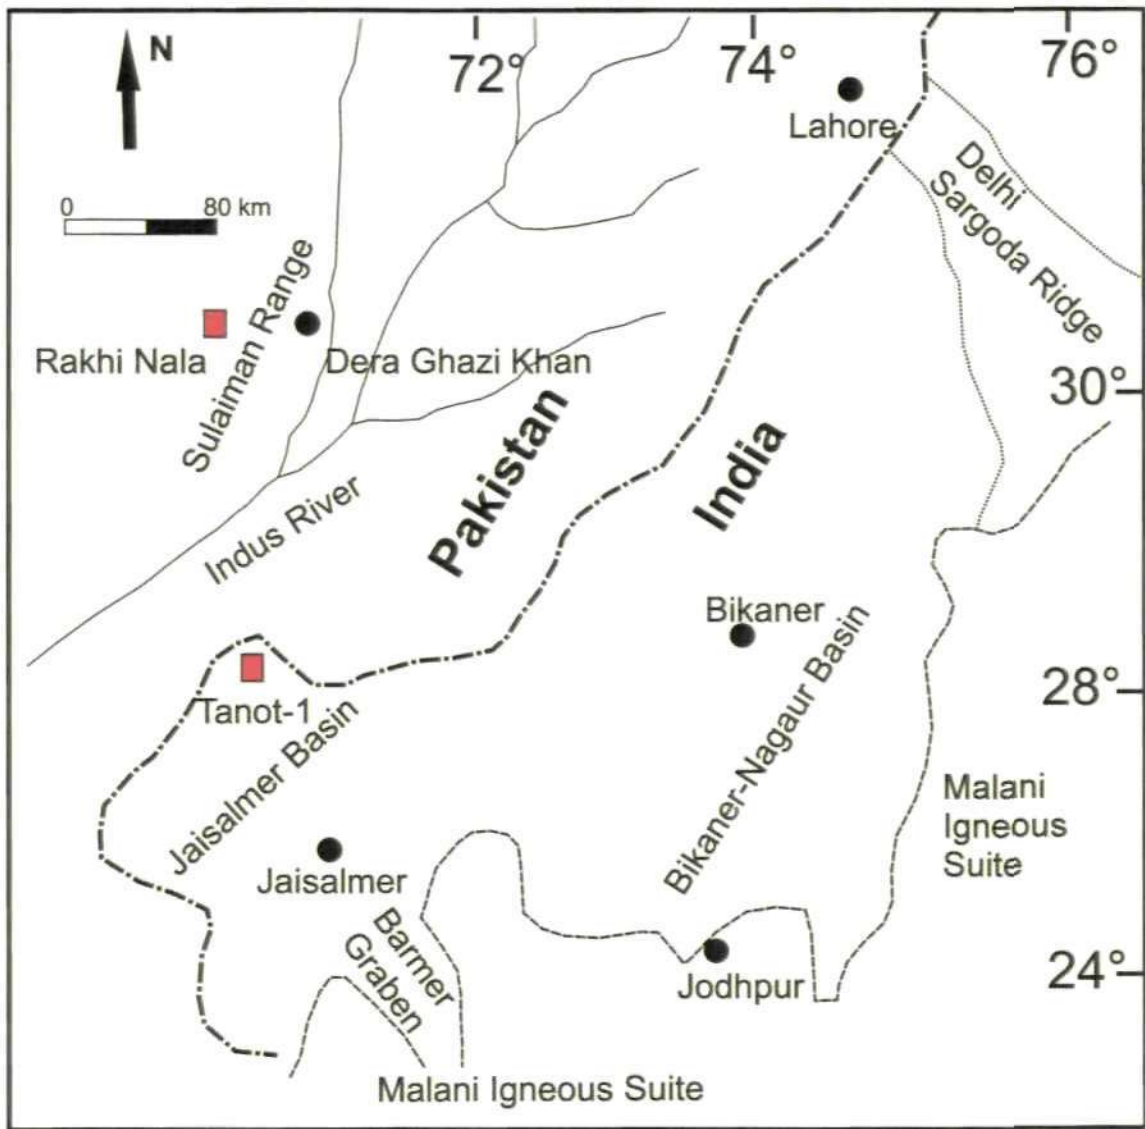 N
72°
74°
76°
Lahore
0
80 km
Delhi
Sargoda Ridge
Sulaiman Range
Rakhi Nala
Dera Ghazi Khan
30°
Pakistan
India
Indus River
Bikaner
28°
Tanot-1
Jaisalmer Basin
Bikaner-Nagaur Basin
Malani
Igneous
Suite
Jaisalmer
Barmer
Graben
24°
Jodhpur
Malani Igneous Suite